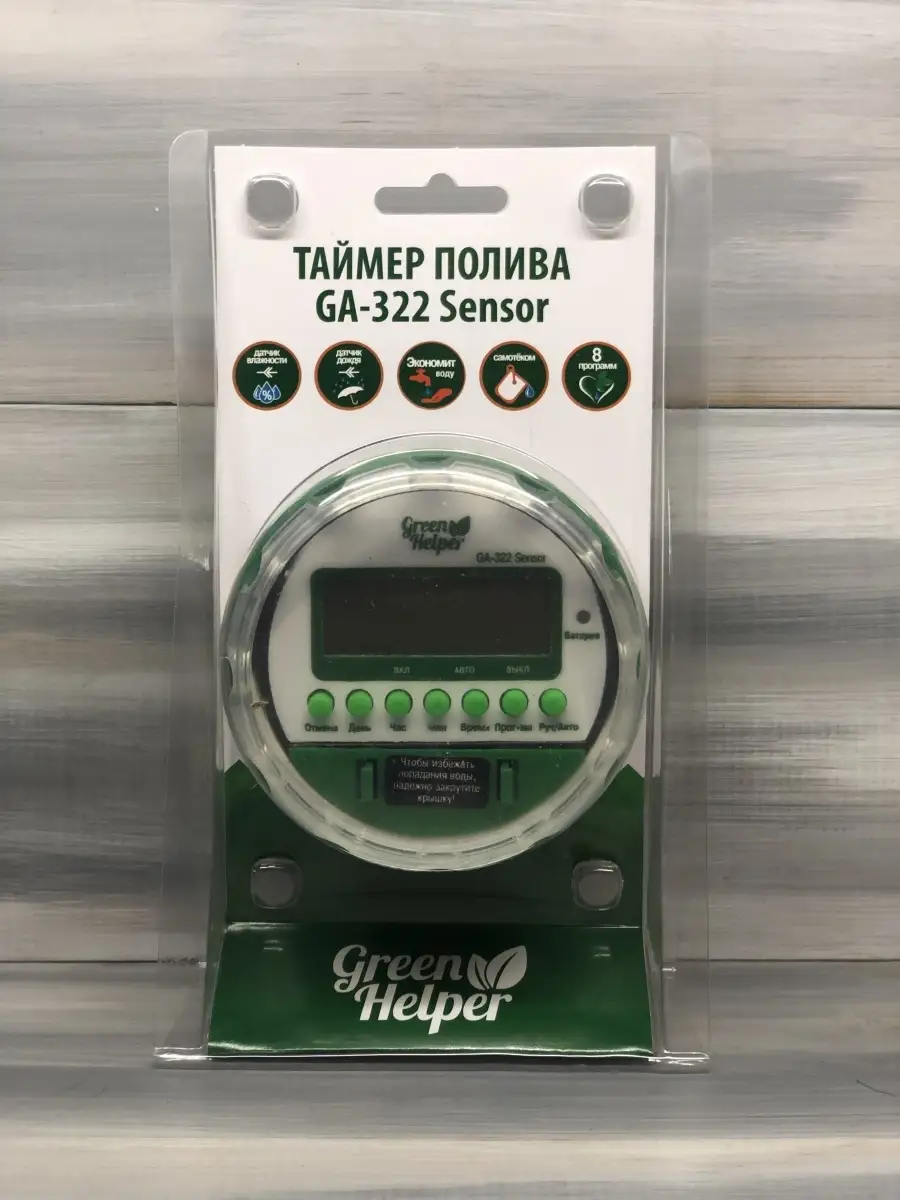 ТАЙМЕР ПОЛИВА
GA-322 Sensor
датчик
влажности
%
датчик
дождя
Экономит
воду
самотёком
8
программ
Green
Helper
GA-322 Sensor
Батарея
ВКЛ АВТО ВЫКЛ
Отмена День Час Мин Время Прог-ма Руч/Авто
Чтобы избежать
попадания воды,
надежно закрутите
крышку!
Green
Helper